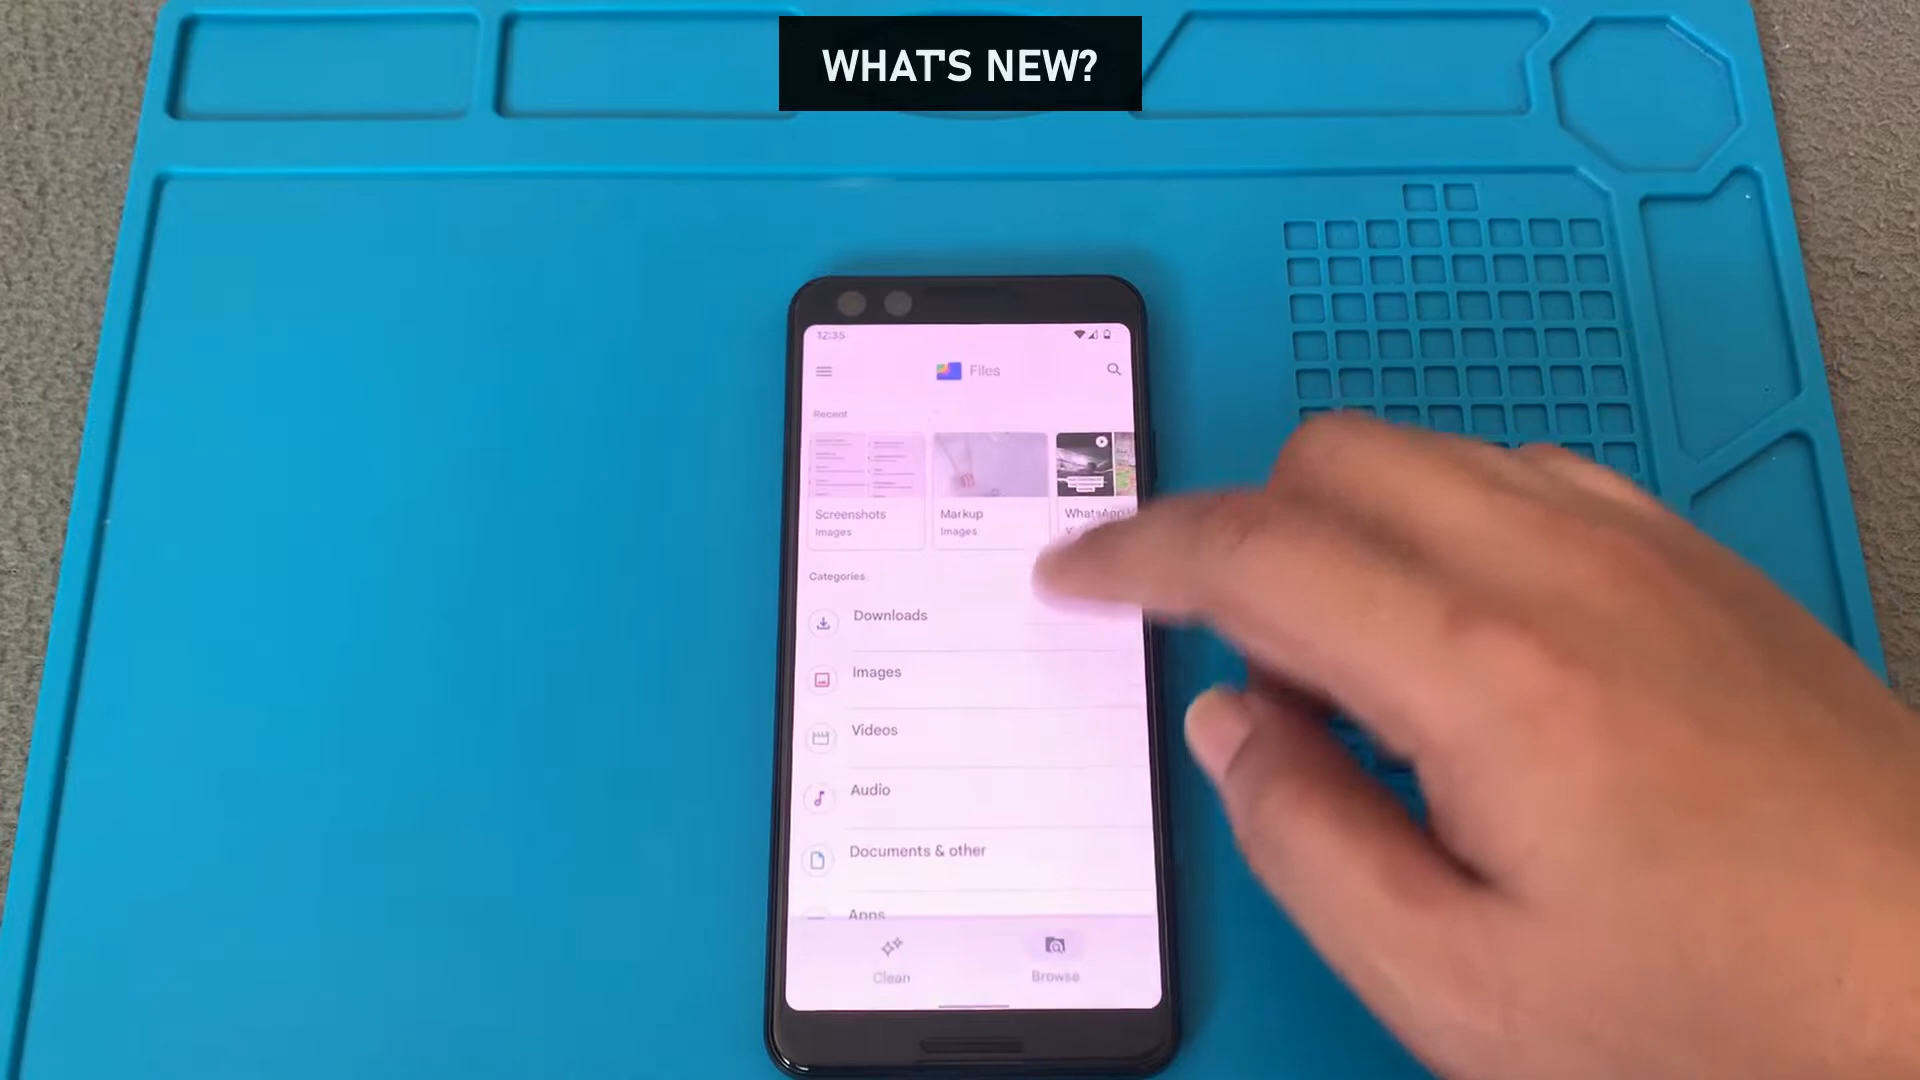 WHAT'S NEW?
12:35
Files
Recent
Screenshots
Images
Markup
Images
WhatsApp
Categories
Downloads
Images
Videos
Audio
Documents & other
Apps
Clean
Browse